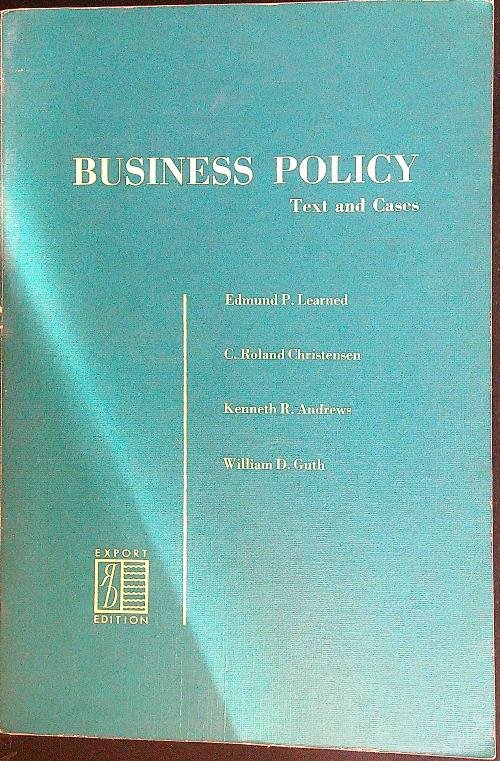 BUSINESS POLICY
Text and Cases
Edmund P. Learned
C. Roland Christensen
Kenneth R. Andrews
William D. Guth
EXPORT
EDITION